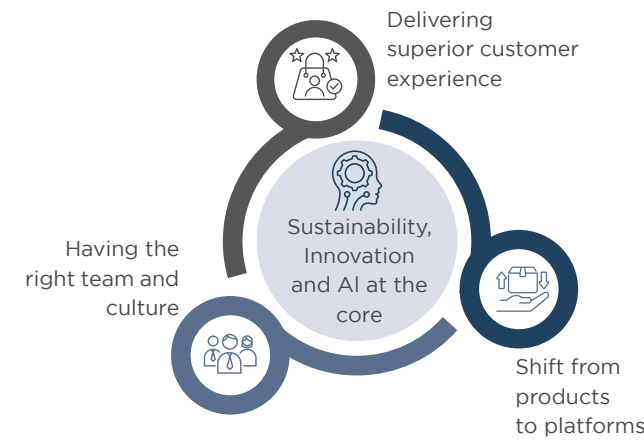 Delivering
superior customer
experience
Sustainability,
Innovation
and AI at the
core
Having the
right team and
culture
Shift from
products
to platforms